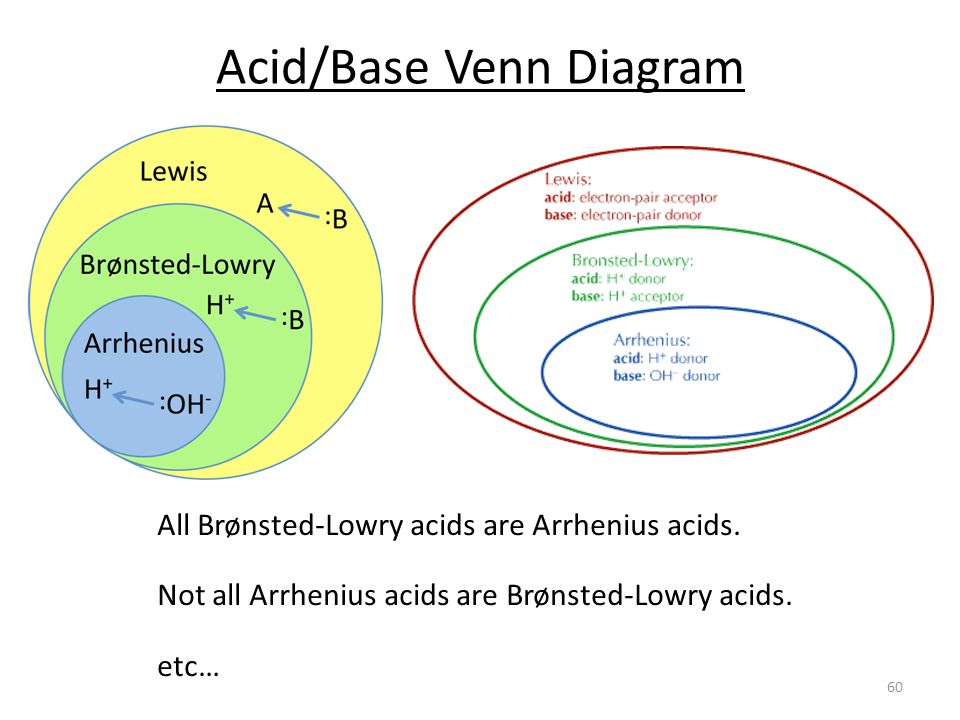 Acid/Base Venn Diagram
Lewis
A
:B
Brønsted-Lowry
H⁺
:B
Arrhenius
H⁺
:OH⁻
Lewis:
acid: electron-pair acceptor
base: electron-pair donor
Bronsted-Lowry:
acid: H⁺ donor
base: H⁺ acceptor
Arrhenius:
acid: H⁺ donor
base: OH⁻ donor
All Brønsted-Lowry acids are Arrhenius acids.
Not all Arrhenius acids are Brønsted-Lowry acids.
etc…
60